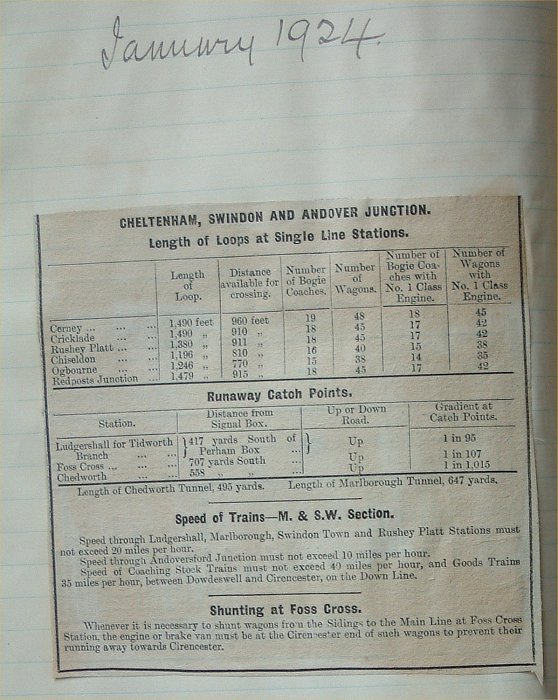 January 1924.
CHELTENHAM, SWINDON AND ANDOVER JUNCTION.
Length of Loops at Single Line Stations.
Length of Loop. Distance available for crossing. Number of Bogie Coaches. Number of Wagons. Number of Bogie Coaches with No. 1 Class Engine. Number of Wagons with No. 1 Class Engine.
Cerney ... ... ... 1,490 feet 960 feet 19 48 18 45
Cricklade ... ... 1,490 „ 910 „ 18 45 17 42
Rushey Platt ... ... 1,380 „ 911 „ 18 45 17 42
Chiseldon ... ... 1,196 „ 810 „ 16 40 15 38
Ogbourne ... ... 1,246 „ 770 „ 15 38 14 35
Redposts Junction ... 1,479 „ 915 „ 18 45 17 42
Runaway Catch Points.
Station. Distance from Signal Box. Up or Down Road. Gradient at Catch Points.
Ludgershall for Tidworth Branch ... ... } 417 yards South of Perham Box ... } Up 1 in 95
Foss Cross ... ... ... 707 yards South ... Up 1 in 107
Chedworth ... ... 558 „ „ ... Up 1 in 1,015
Length of Chedworth Tunnel, 495 yards. Length of Marlborough Tunnel, 647 yards.
Speed of Trains—M. & S.W. Section.
Speed through Ludgershall, Marlborough, Swindon Town and Rushey Platt Stations must
not exceed 20 miles per hour.
Speed through Andoversford Junction must not exceed 10 miles per hour.
Speed of Coaching Stock Trains must not exceed 40 miles per hour, and Goods Trains
35 miles per hour, between Dowdeswell and Cirencester, on the Down Line.
Shunting at Foss Cross.
Whenever it is necessary to shunt wagons from the Sidings to the Main Line at Foss Cross
Station, the engine or brake van must be at the Cirencester end of such wagons to prevent their
running away towards Cirencester.